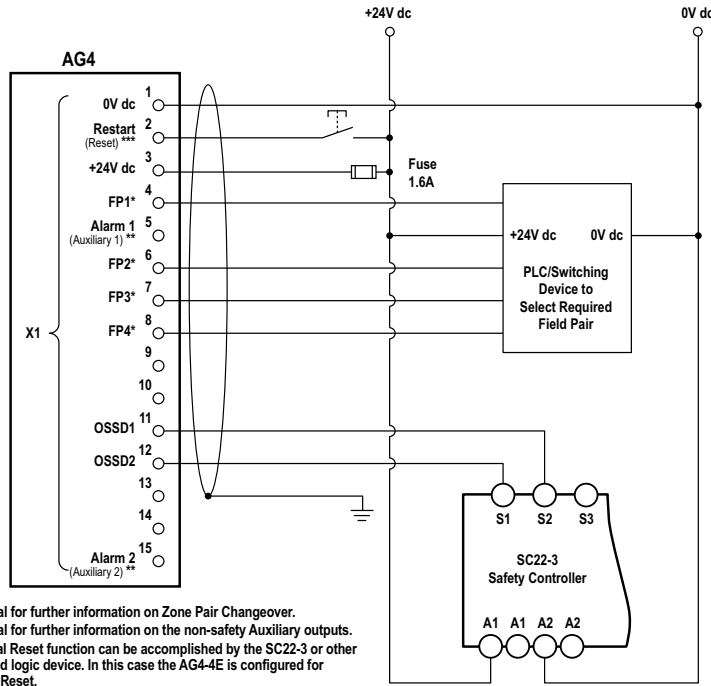 +24V dc
0V dc
AG4
1
0V dc
2
Restart
(Reset) ***
3
+24V dc
4
FP1*
5
Alarm 1
(Auxiliary 1) **
6
FP2*
7
FP3*
8
FP4*
X1
9
10
11
OSSD1
12
OSSD2
13
14
15
Alarm 2
(Auxiliary 2) **
Fuse
1.6A
+24V dc 0V dc
PLC/Switching
Device to
Select Required
Field Pair
S1 S2 S3
SC22-3
Safety Controller
A1 A1 A2 A2
al for further information on Zone Pair Changeover.
al for further information on the non-safety Auxiliary outputs.
al Reset function can be accomplished by the SC22-3 or other
d logic device. In this case the AG4-4E is configured for
Reset.